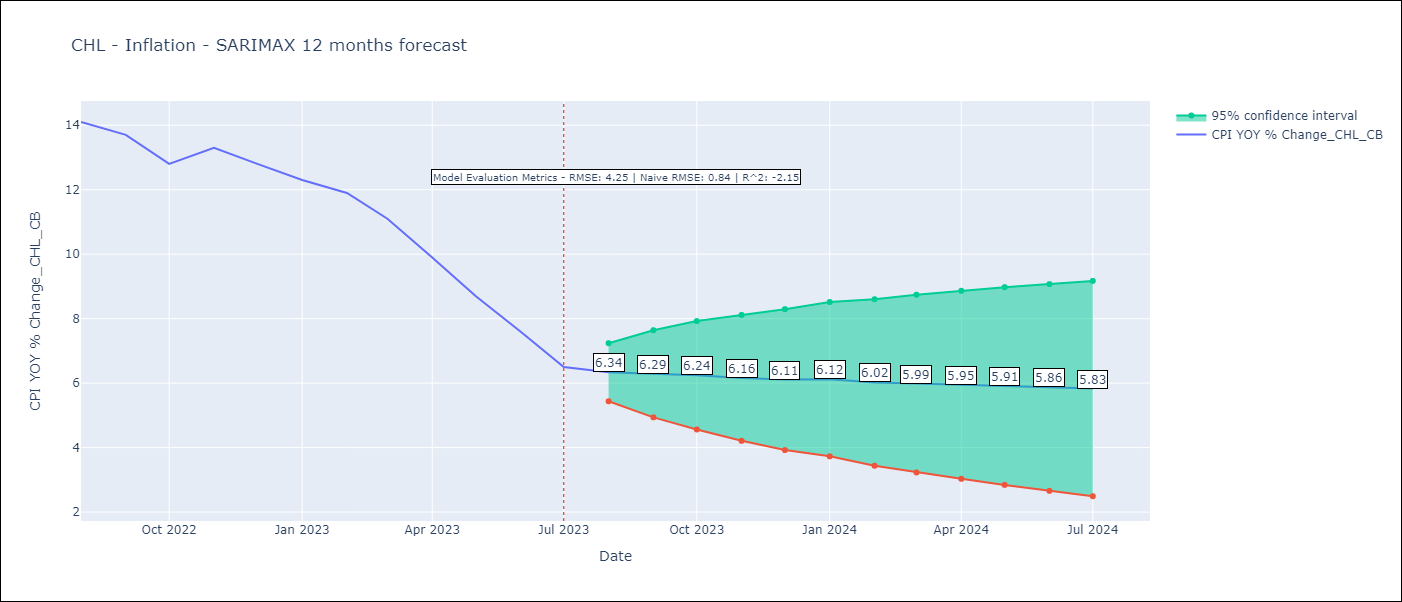 CHL - Inflation - SARIMAX 12 months forecast
95% confidence interval
CPI YOY % Change_CHL_CB
Model Evaluation Metrics - RMSE: 4.25 | Naive RMSE: 0.84 | R^2: -2.15
CPI YOY % Change_CHL_CB
14
12
10
8
6
4
2
6.34 6.29 6.24 6.16 6.11 6.12 6.02 5.99 5.95 5.91 5.86 5.83
Oct 2022 Jan 2023 Apr 2023 Jul 2023 Oct 2023 Jan 2024 Apr 2024 Jul 2024
Date